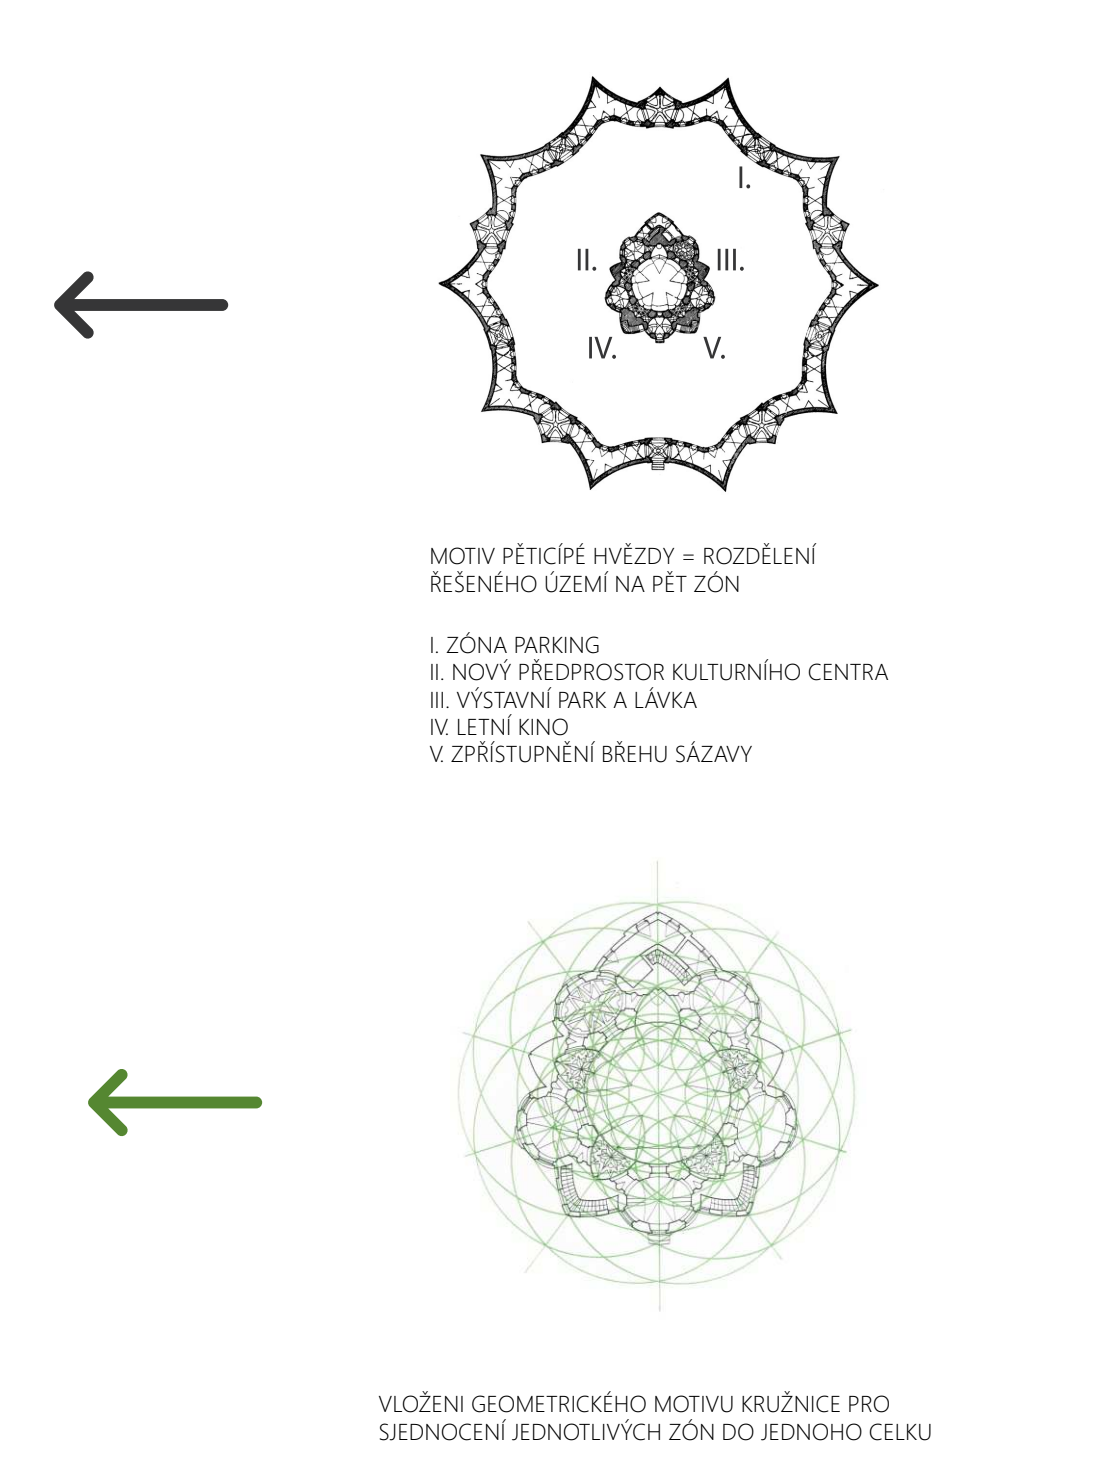 I.
II. III.
IV. V.
MOTIV PĚTICÍPÉ HVĚZDY = ROZDĚLENÍ
ŘEŠENÉHO ÚZEMÍ NA PĚT ZÓN
I. ZÓNA PARKING
II. NOVÝ PŘEDPROSTOR KULTURNÍHO CENTRA
III. VÝSTAVNÍ PARK A LÁVKA
IV. LETNÍ KINO
V. ZPŘÍSTUPNĚNÍ BŘEHU SÁZAVY
VLOŽENI GEOMETRICKÉHO MOTIVU KRUŽNICE PRO
SJEDNOCENÍ JEDNOTLIVÝCH ZÓN DO JEDNOHO CELKU